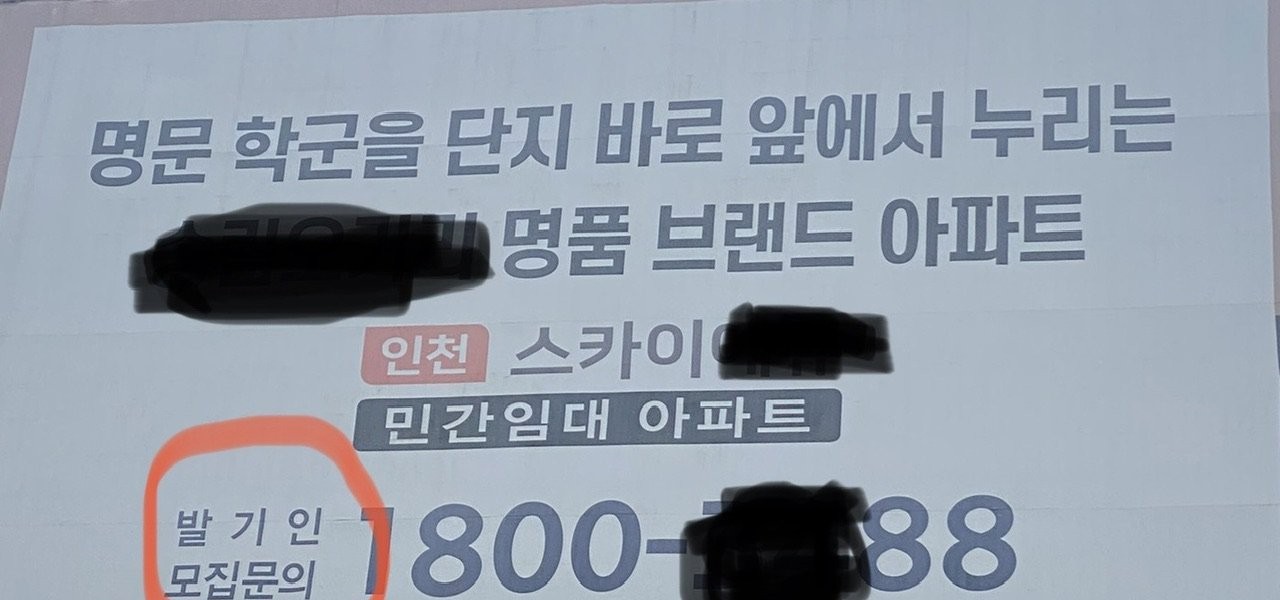 명문 학군을 단지 바로 앞에서 누리는
명품 브랜드 아파트
인천 스카이
민간임대 아파트
발기인
모집문의 1800- 88